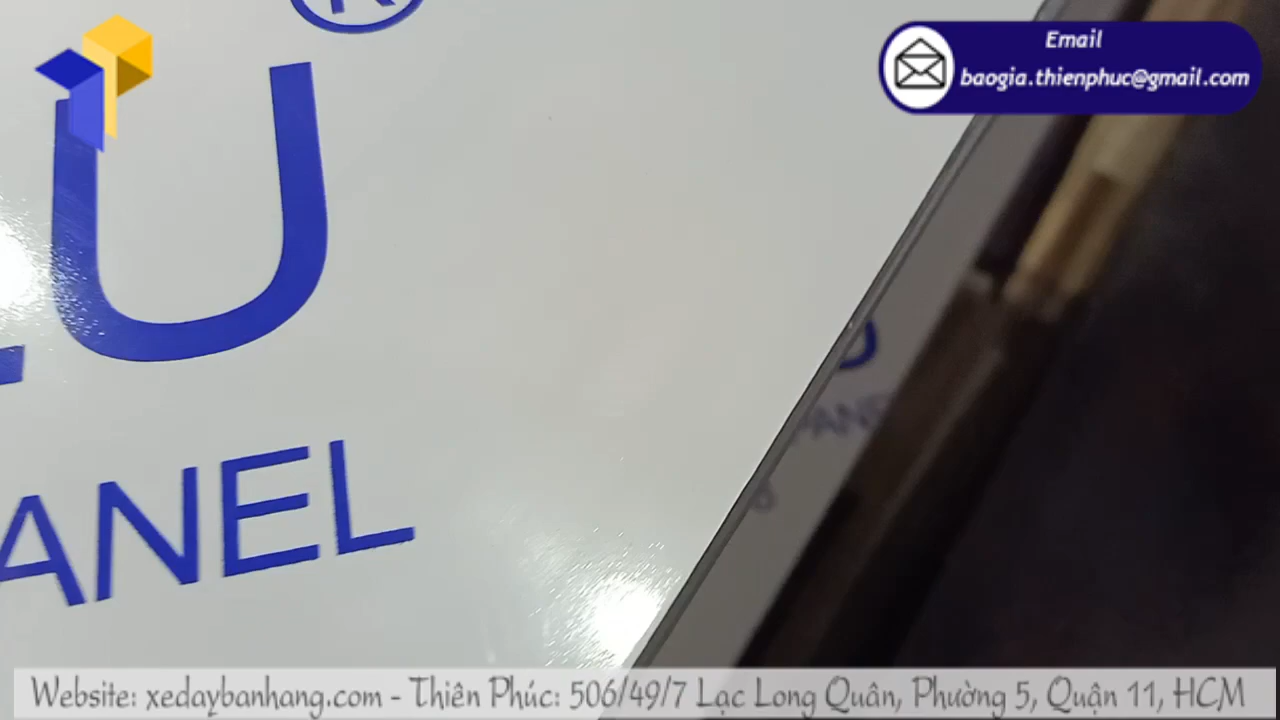 ®
U
ANEL
Email
baogia.thienphuc@gmail.com
Website: xedaybanhang.com - Thiên Phúc: 506/49/7 Lạc Long Quân, Phường 5, Quận 11, HCM